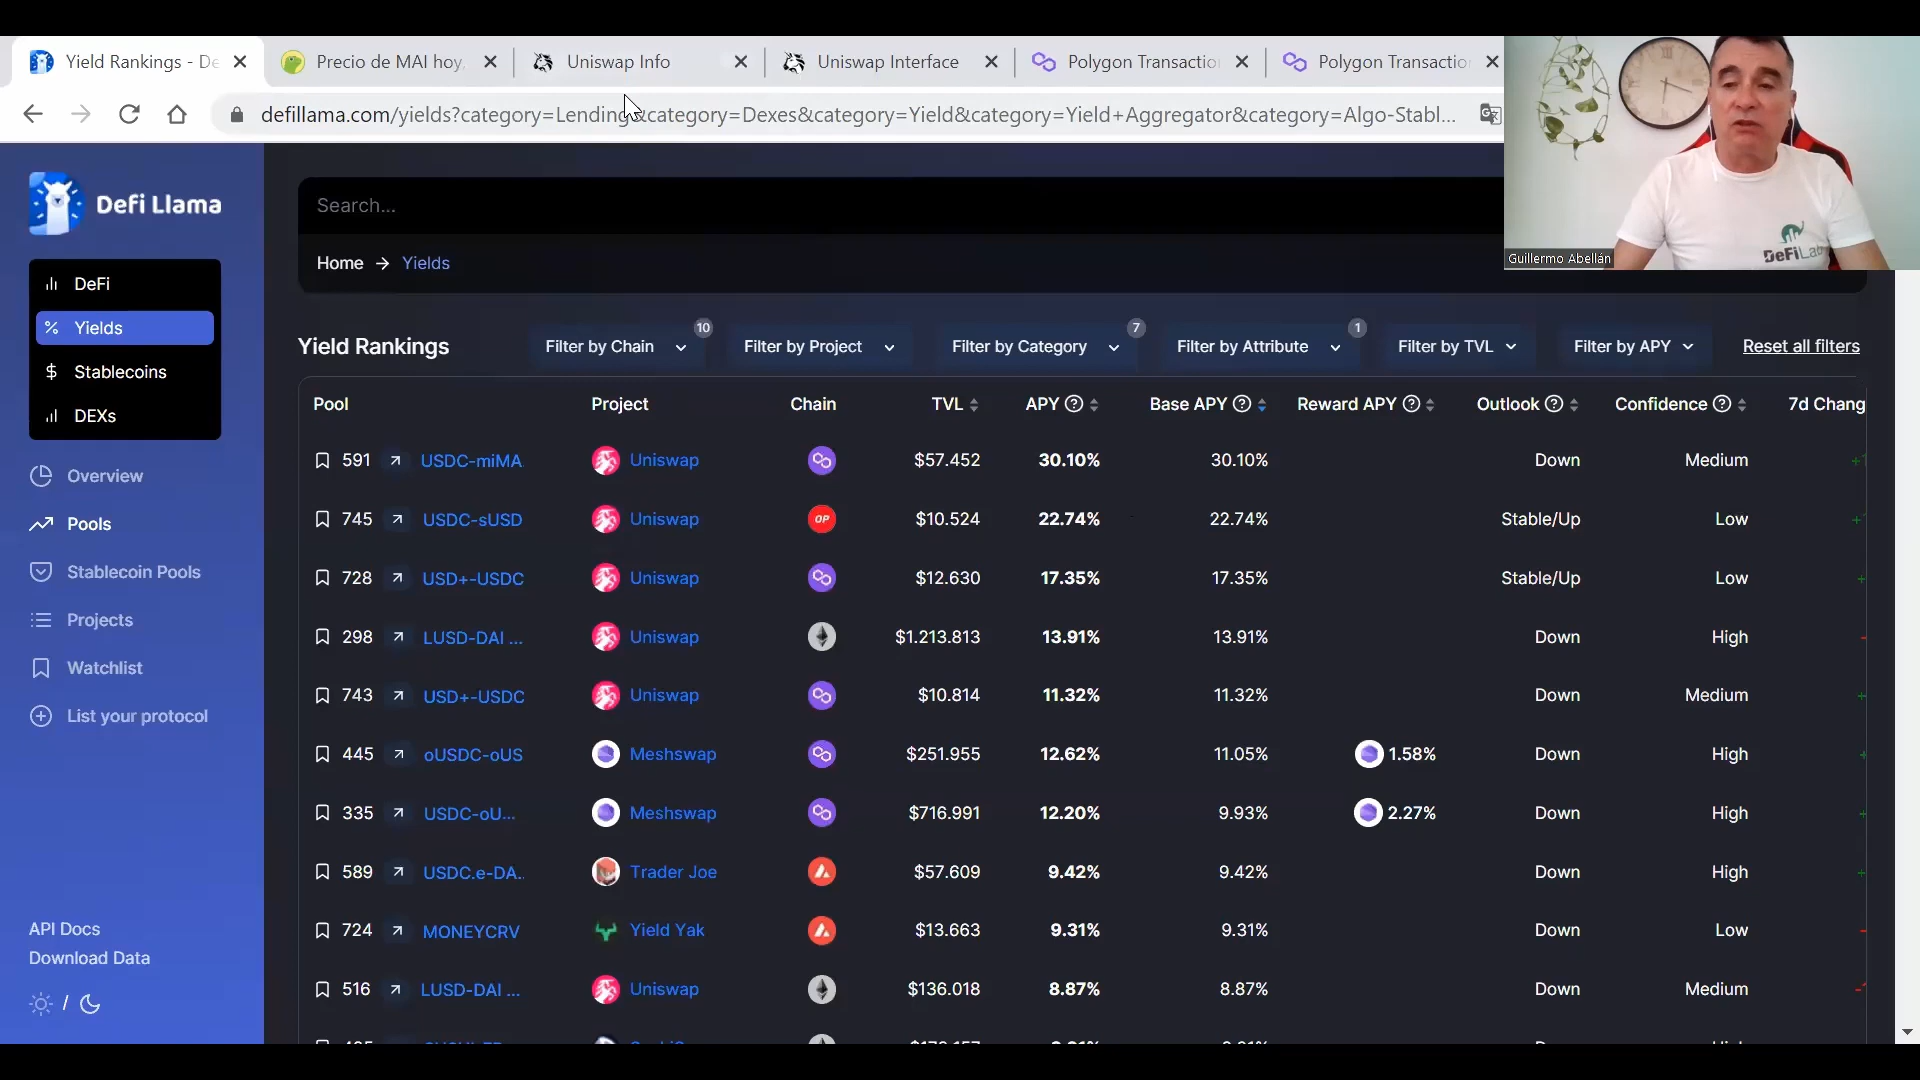 Yield Rankings - De
Precio de MAI hoy,
Uniswap Info
Uniswap Interface
Polygon Transactio
Polygon Transactio
defillama.com/yields?category=Lending&category=Dexes&category=Yield&category=Yield+Aggregator&category=Algo-Stabl...
DeFiLab
Guillermo Abellán
Defi Llama
DeFi
Yields
Stablecoins
DEXs
Overview
Pools
Stablecoin Pools
Projects
Watchlist
List your protocol
API Docs
Download Data
/
Search...
Home → Yields
Yield Rankings
Filter by Chain 10
Filter by Project
Filter by Category 7
Filter by Attribute 1
Filter by TVL
Filter by APY
Reset all filters
Pool Project Chain TVL APY Base APY Reward APY Outlook Confidence 7d Chang
591 USDC-miMA. Uniswap $57.452 30.10% 30.10% Down Medium
745 USDC-sUSD Uniswap OP $10.524 22.74% 22.74% Stable/Up Low
728 USD+-USDC Uniswap $12.630 17.35% 17.35% Stable/Up Low
298 LUSD-DAI ... Uniswap $1.213.813 13.91% 13.91% Down High
743 USD+-USDC Uniswap $10.814 11.32% 11.32% Down Medium
445 oUSDC-oUS Meshswap $251.955 12.62% 11.05% 1.58% Down High
335 USDC-oU... Meshswap $716.991 12.20% 9.93% 2.27% Down High
589 USDC.e-DA.. Trader Joe $57.609 9.42% 9.42% Down High
724 MONEYCRV Yield Yak $13.663 9.31% 9.31% Down Low
516 LUSD-DAI ... Uniswap $136.018 8.87% 8.87% Down Medium